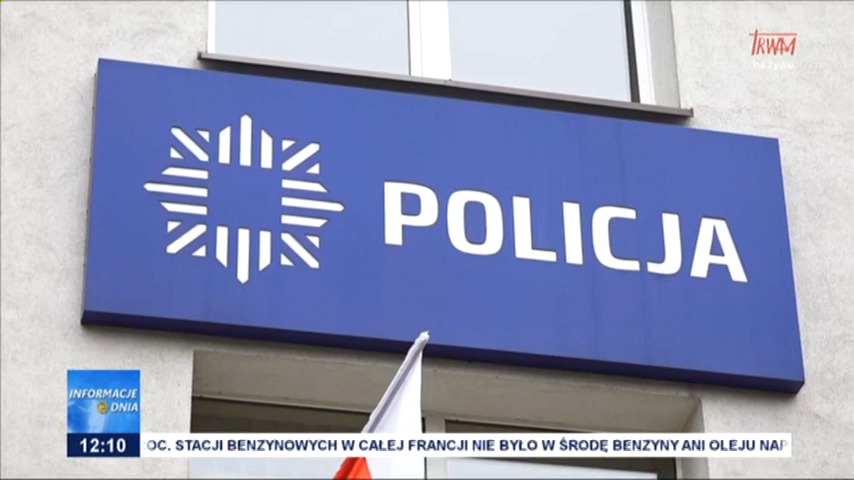 TRWAM
na żywo
POLICJA
INFORMACJE
DNIA
12:10
OC. STACJI BENZYNOWYCH W CAŁEJ FRANCJI NIE BYŁO W ŚRODĘ BENZYNY ANI OLEJU NAP